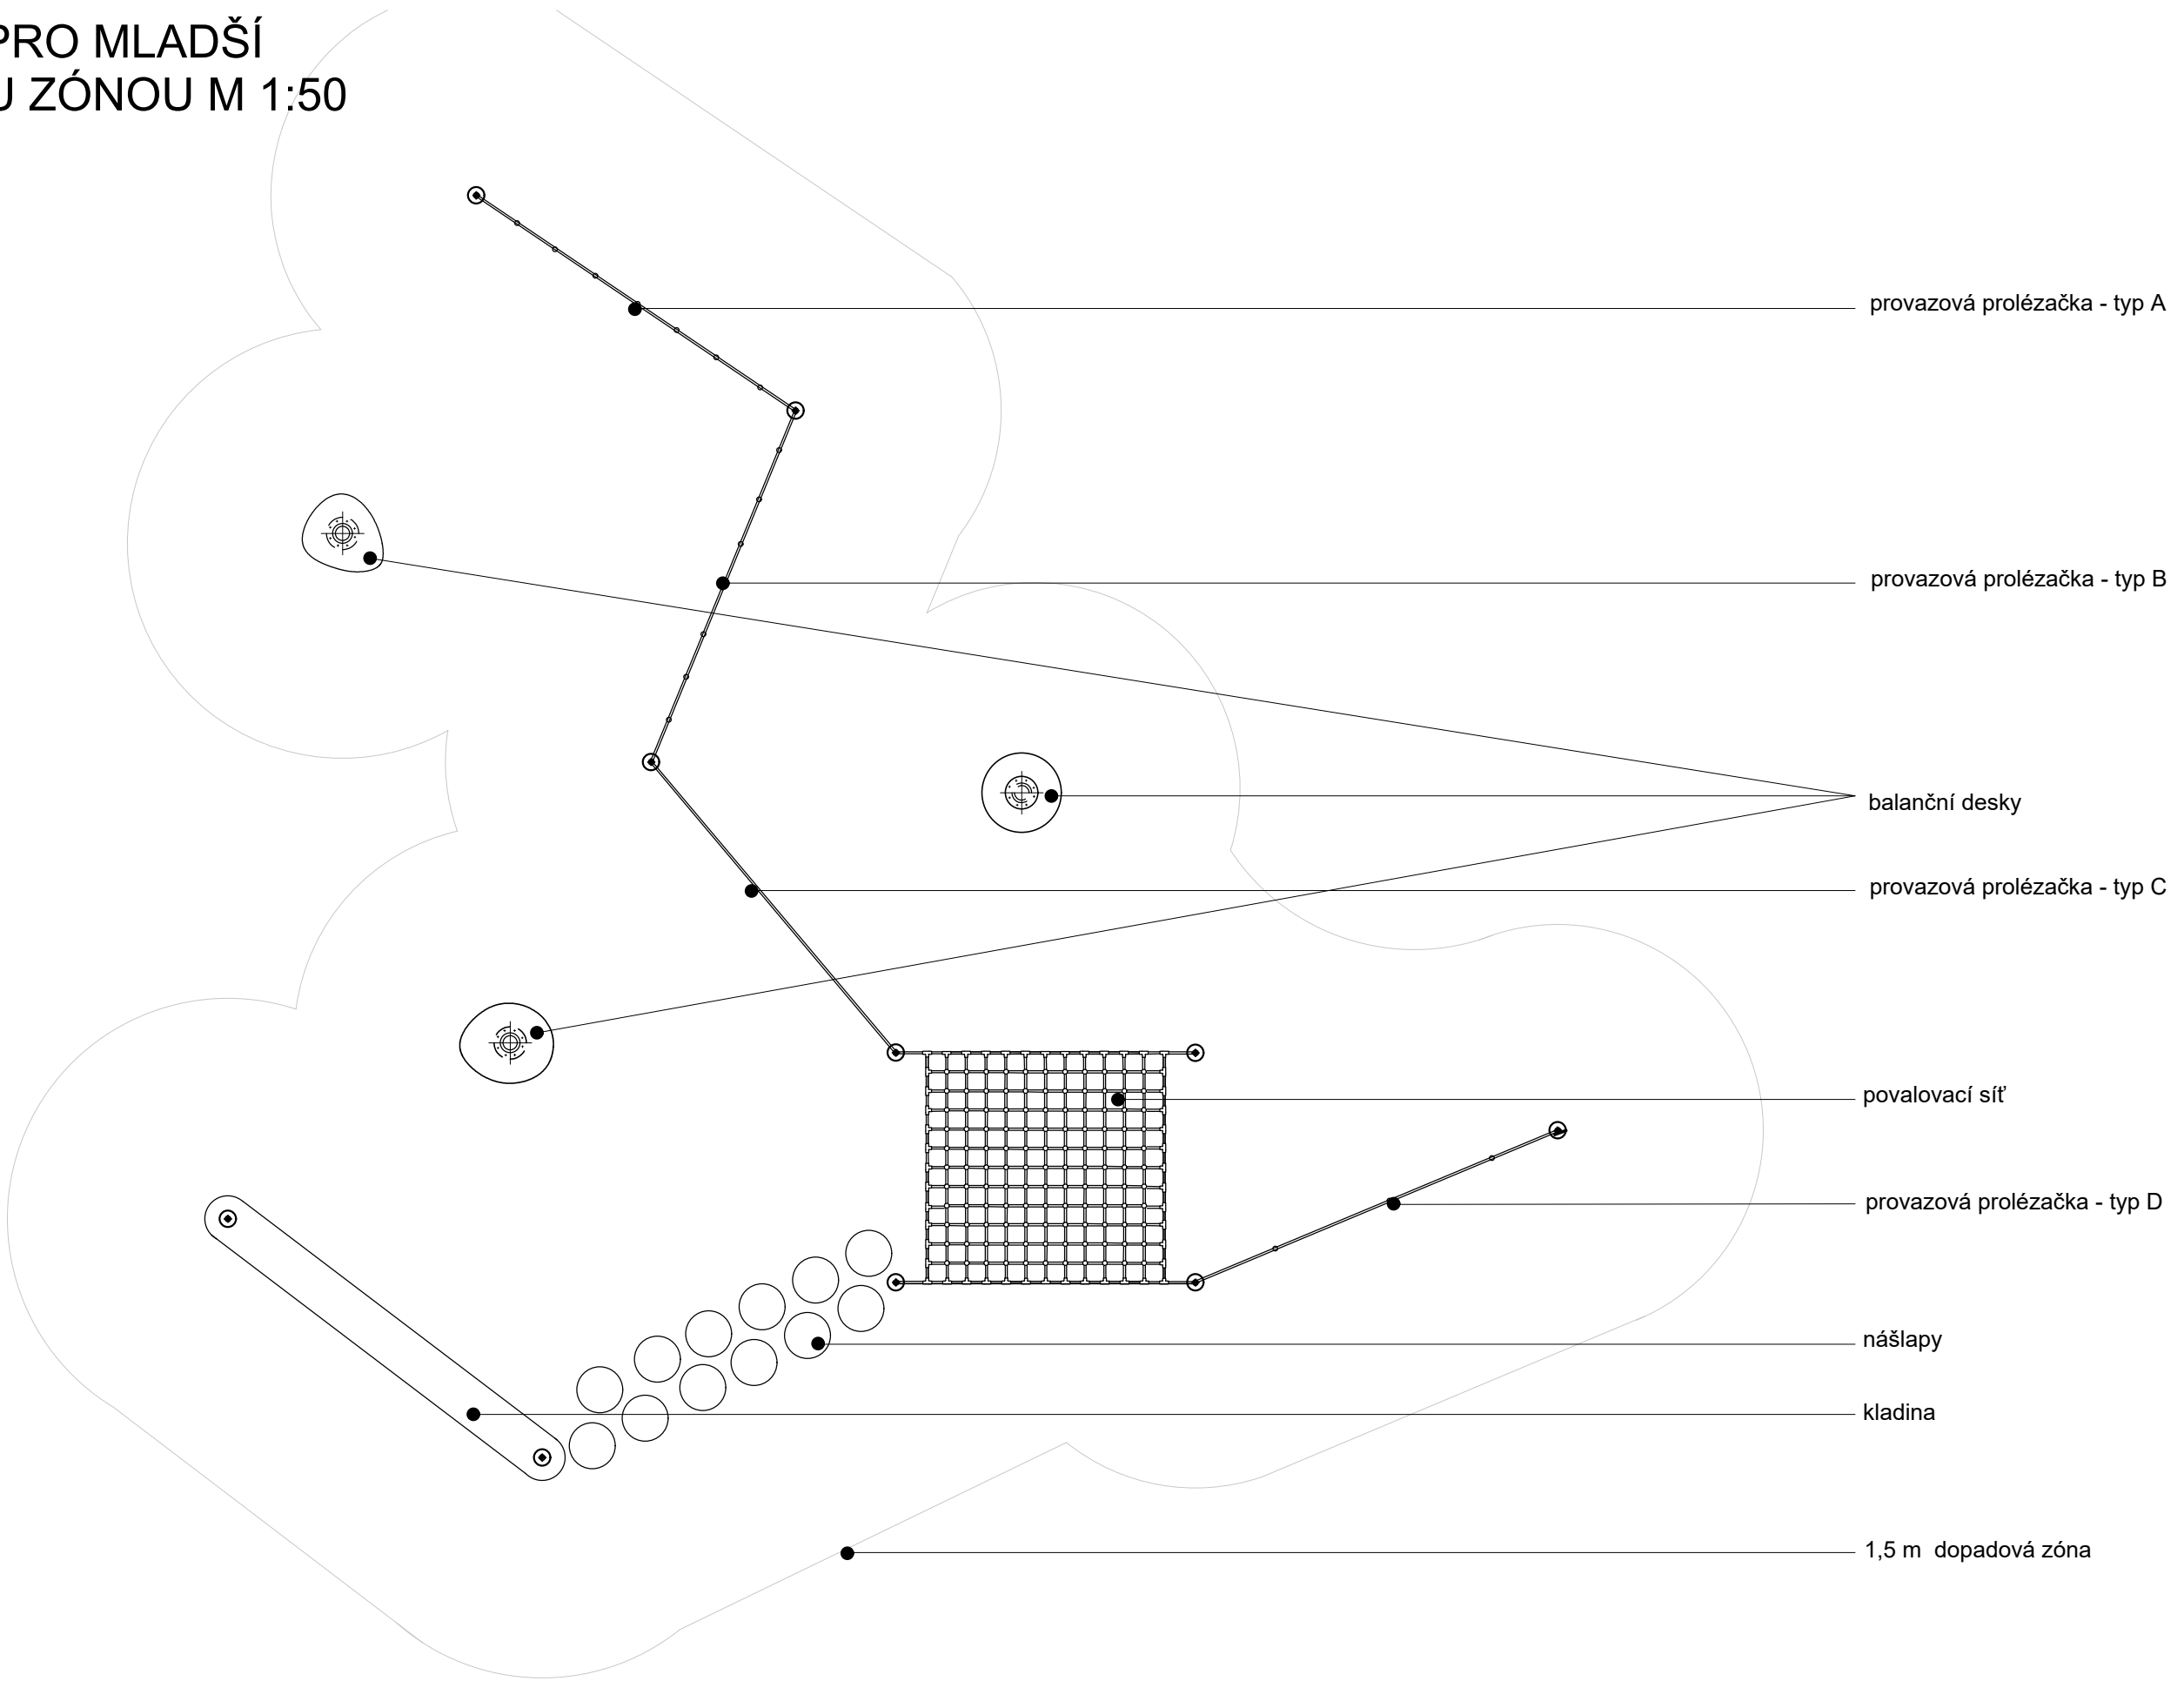 PRO MLADŠÍ
ZÓNOU M 1:50
provazová prolézačka - typ A
provazová prolézačka - typ B
balanční desky
provazová prolézačka - typ C
povalovací síť
provazová prolézačka - typ D
nášlapy
kladina
1,5 m dopadová zóna